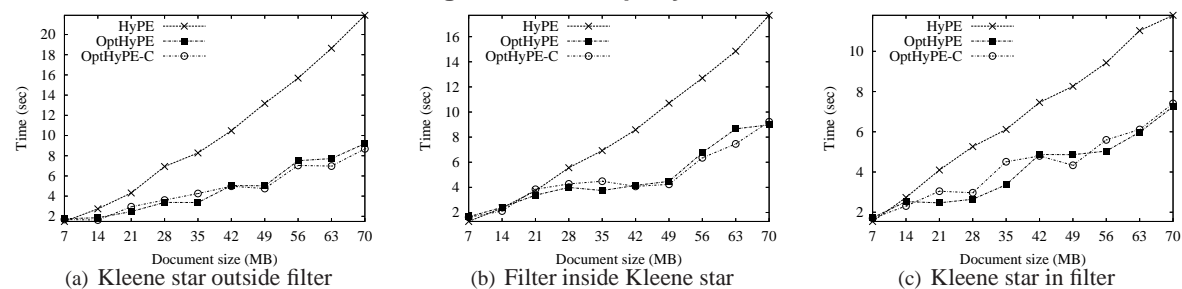 20
18
16
14
12
10
8
6
4
2
Time (sec)
HyPE
OptHyPE
OptHyPE-C
7 14 21 28 35 42 49 56 63 70
Document size (MB)
(a) Kleene star outside filter
16
14
12
10
8
6
4
2
Time (sec)
HyPE
OptHyPE
OptHyPE-C
7 14 21 28 35 42 49 56 63 70
Document size (MB)
(b) Filter inside Kleene star
10
8
6
4
2
Time (sec)
HyPE
OptHyPE
OptHyPE-C
7 14 21 28 35 42 49 56 63 70
Document size (MB)
(c) Kleene star in filter